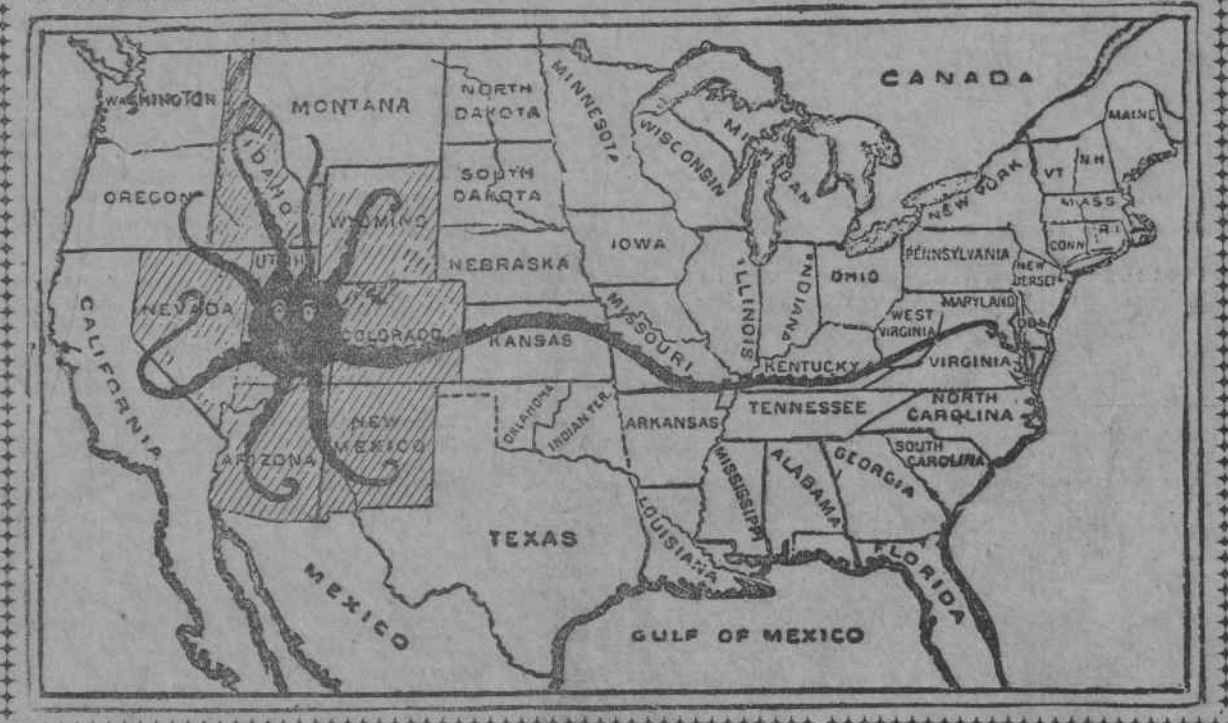 CANADA
WASHINGTON
MONTANA
NORTH
DAKOTA
MINNESOTA
WISCONSIN
MICHIGAN
MAINE
VT
N.H
NEW YORK
MASS
R.I
CONN
OREGON
IDAHO
WYOMING
SOUTH
DAKOTA
IOWA
NEBRASKA
ILLINOIS
INDIANA
OHIO
PENNSYLVANIA
NEW
JERSEY
MARYLAND
DEL
WEST
VIRGINIA
VIRGINIA
UTAH
NEVADA
CALIFORNIA
COLORADO
KANSAS
MISSOURI
KENTUCKY
TENNESSEE
NORTH
CAROLINA
SOUTH
CAROLINA
ARIZONA
NEW
MEXICO
OKLAHOMA
INDIAN TER.
ARKANSAS
MISSISSIPPI
ALABAMA
GEORGIA
TEXAS
LOUISIANA
FLORIDA
MEXICO
GULF OF MEXICO